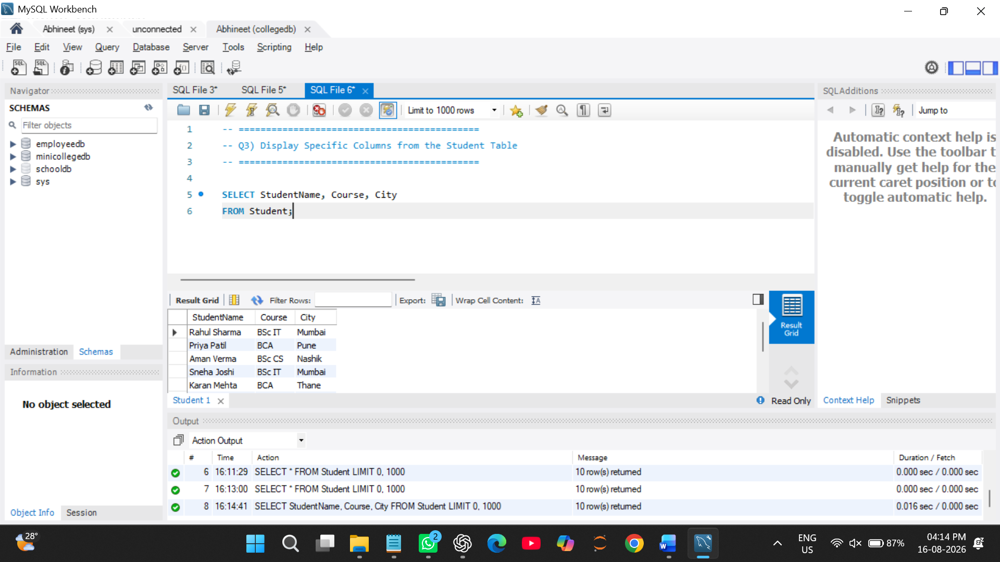 MySQL Workbench
Abhineet (sys)
unconnected
Abhineet (collegedb)
File Edit View Query Database Server Tools Scripting Help
Navigator
SCHEMAS
Filter objects
employeedb
minicollegedb
schooldb
sys
Administration Schemas
Information
No object selected
Object Info Session
SQL File 3* SQL File 5* SQL File 6*
Limit to 1000 rows
1 -- ============================================
2 -- Q3) Display Specific Columns from the Student Table
3 -- ============================================
4
5 SELECT StudentName, Course, City
6 FROM Student;
Result Grid Filter Rows: Export: Wrap Cell Content:
StudentName Course City
Rahul Sharma BSc IT Mumbai
Priya Patil BCA Pune
Aman Verma BSc CS Nashik
Sneha Joshi BSc IT Mumbai
Karan Mehta BCA Thane
Result
Grid
Student 1
Read Only
SQLAdditions
Jump to
Automatic context help is
disabled. Use the toolbar t
manually get help for the
current caret position or to
toggle automatic help.
Context Help Snippets
Output
Action Output
# Time Action Message Duration / Fetch
6 16:11:29 SELECT * FROM Student LIMIT 0, 1000 10 row(s) returned 0.000 sec / 0.000 sec
7 16:13:00 SELECT * FROM Student LIMIT 0, 1000 10 row(s) returned 0.000 sec / 0.000 sec
8 16:14:41 SELECT StudentName, Course, City FROM Student LIMIT 0, 1000 10 row(s) returned 0.016 sec / 0.000 sec
28°
2
ENG
US
87%
04:14 PM
16-08-2026